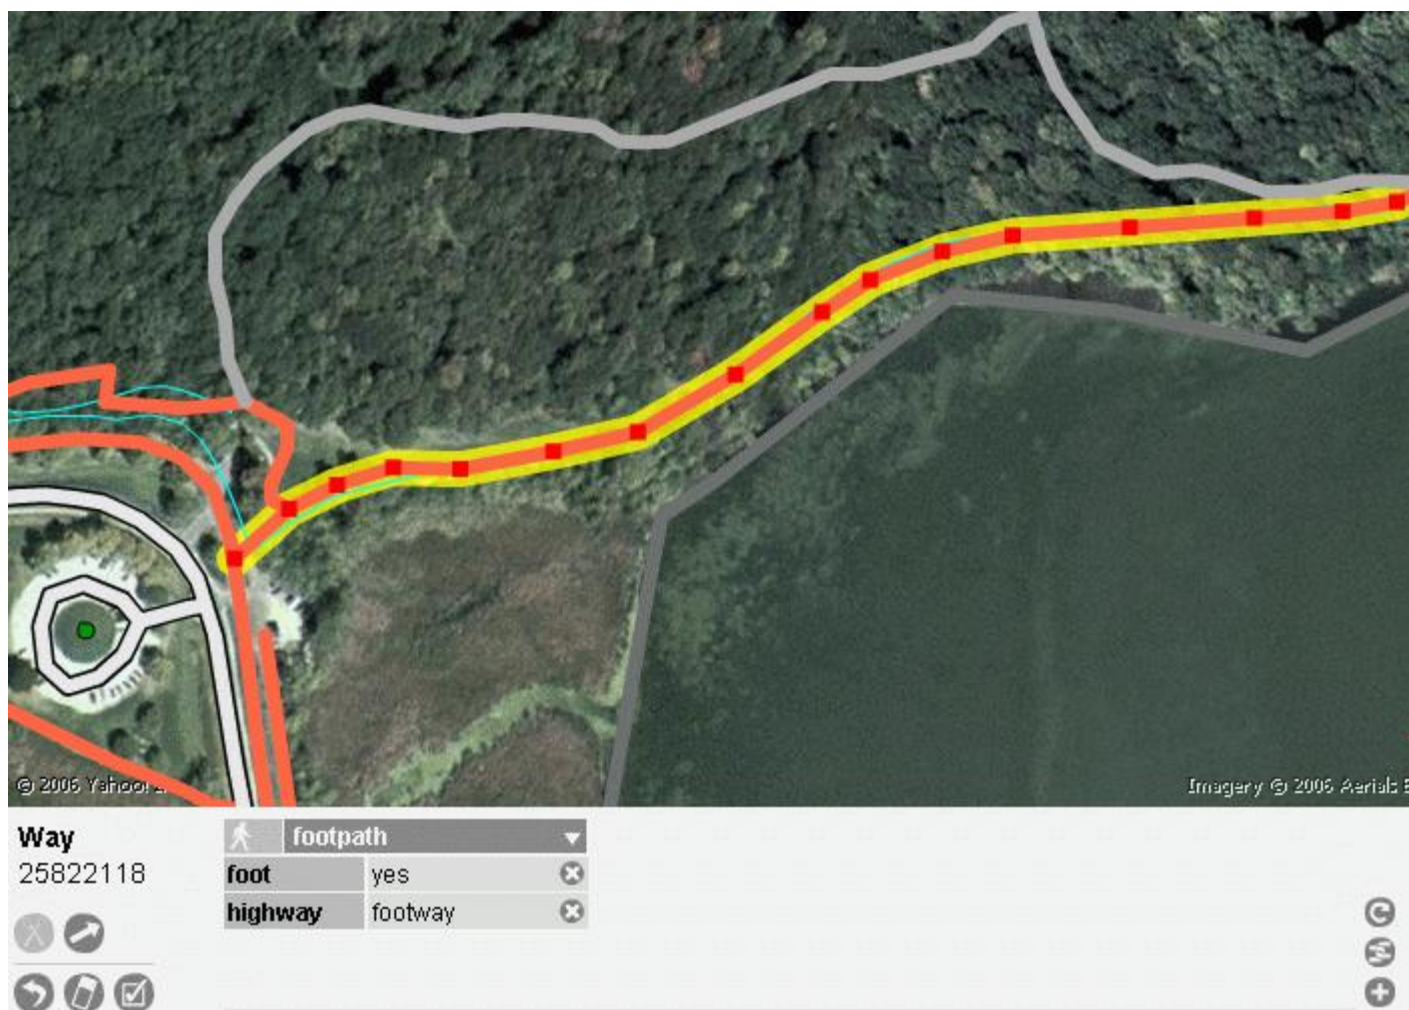 © 2006 Yahoo!
Imagery © 2006 Aerials E
Way
25822118
footpath
foot yes
highway footway